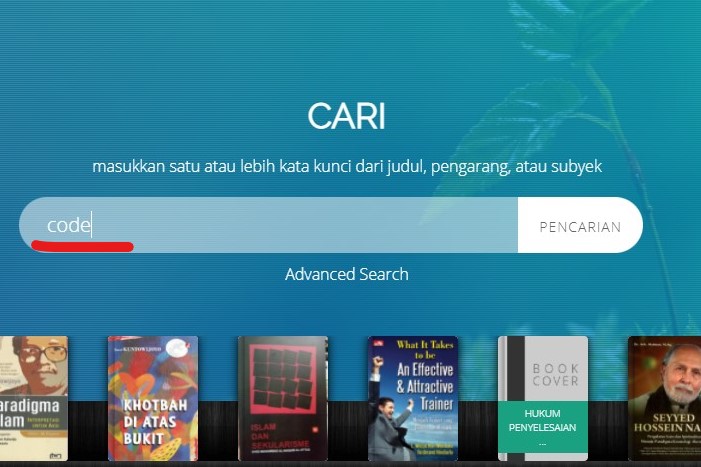 CARI
masukkan satu atau lebih kata kunci dari judul, pengarang, atau subyek
code
PENCARIAN
Advanced Search
aradigma
slam
KUNTOWIJOYO
KHOTBAH
DI ATAS
BUKIT
ISLAM
DAN
SEKULARISME
What It Takes
to be
An Effective
& Attractive
Trainer
BOOK
COVER
HUKUM
PENYELESAIAN
...
SEYYED
HOSSEIN NA